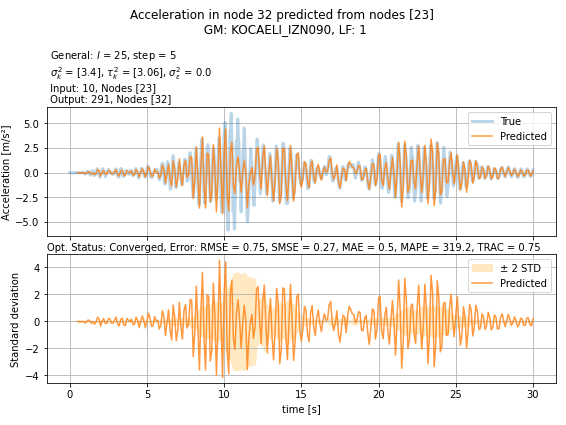 Acceleration in node 32 predicted from nodes [23]
GM: KOCAELI_IZN090, LF: 1
General: l = 25, step = 5
σ²ₖ = [3.4], τ²ₖ = [3.06], σ²ε = 0.0
Input: 10, Nodes [23]
Output: 291, Nodes [32]
Acceleration [m/s²]
5.0
2.5
0.0
−2.5
−5.0
True
Predicted
Opt. Status: Converged, Error: RMSE = 0.75, SMSE = 0.27, MAE = 0.5, MAPE = 319.2, TRAC = 0.75
Standard deviation
4
2
0
−2
−4
± 2 STD
Predicted
0 5 10 15 20 25 30
time [s]